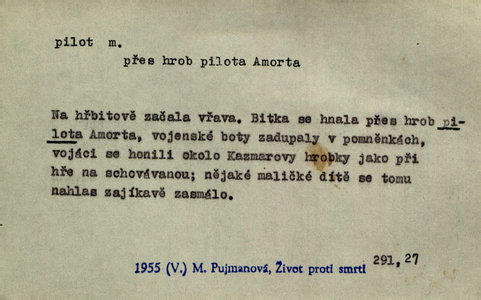 pilot m.
přes hrob pilota Amorta
Na hřbitově začala vřava. Bitka se hnala přes hrob pi-
lota Amorta, vojenské boty zadupaly v pomněnkách,
vojáci se honili okolo Kazmarovy hrobky jako při
hře na schovávanou; nějaké maličké dítě se tomu
nahlas zajíkavě zasmálo.
1955 (V.) M. Pujmanová, Život proti smrti 291,27